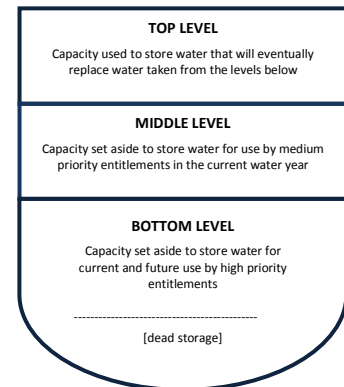 TOP LEVEL
Capacity used to store water that will eventually
replace water taken from the levels below
MIDDLE LEVEL
Capacity set aside to store water for use by medium
priority entitlements in the current water year
BOTTOM LEVEL
Capacity set aside to store water for
current and future use by high priority
entitlements
---------------------------------------------
[dead storage]